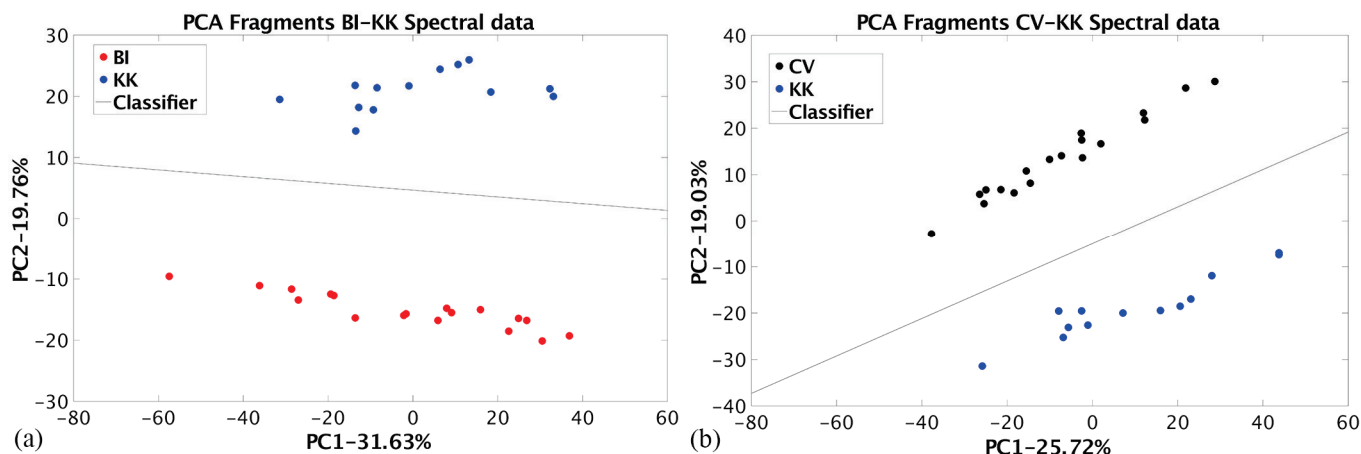 PCA Fragments BI-KK Spectral data
30
20
10
0
-10
-20
-30
-80
-60
-40
-20
0
20
40
60
PC2-19.76%
PC1-31.63%
BI
KK
Classifier
(a)
PCA Fragments CV-KK Spectral data
40
30
20
10
0
-10
-20
-30
-40
-80
-60
-40
-20
0
20
40
60
PC2-19.03%
PC1-25.72%
CV
KK
Classifier
(b)